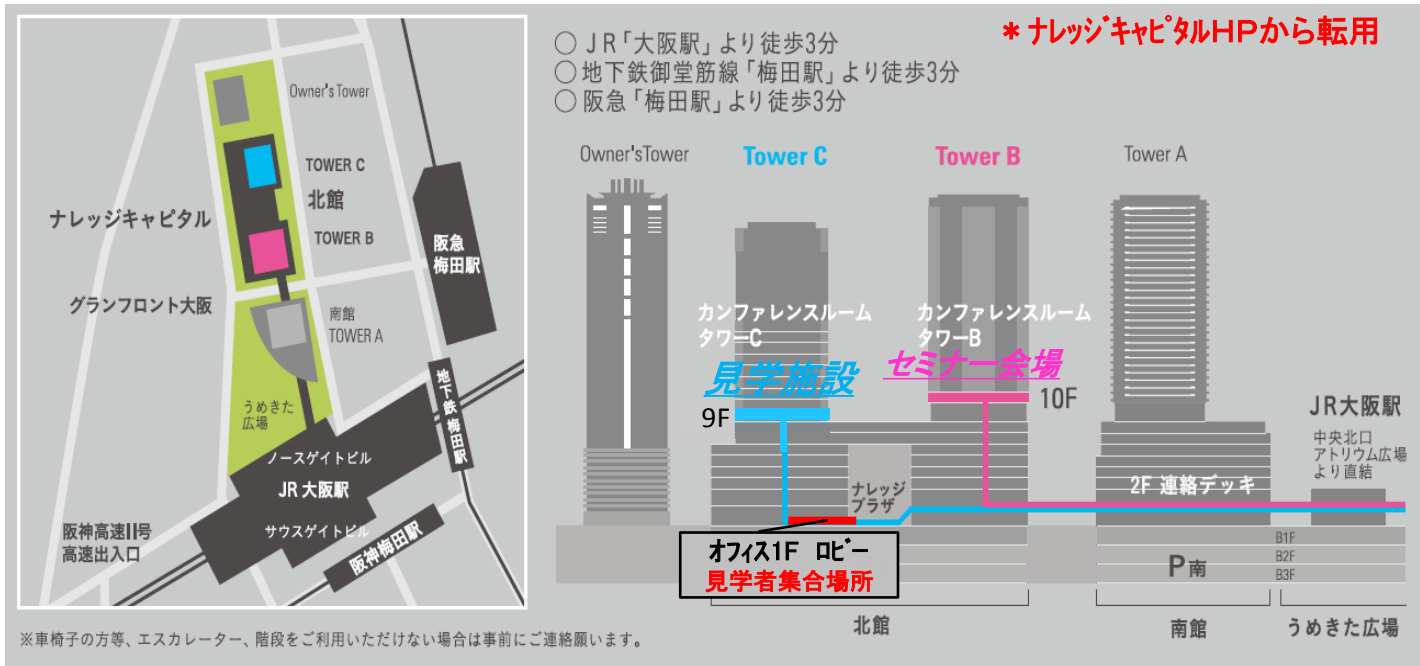 Owner's Tower
TOWER C
北館
ナレッジキャピタル
TOWER B
阪急
梅田駅
グランフロント大阪
南館
TOWER A
地下鉄梅田駅
うめきた
広場
ノースゲイトビル
JR 大阪駅
サウスゲイトビル
阪神高速11号
高速出入口
阪神梅田駅
○ JR「大阪駅」より徒歩3分
○ 地下鉄御堂筋線「梅田駅」より徒歩3分
○ 阪急「梅田駅」より徒歩3分
*ナレッジキャピタルHPから転用
Owner'sTower
Tower C
Tower B
Tower A
カンファレンスルーム
タワーC
カンファレンスルーム
タワーB
見学施設
セミナー会場
9F
10F
JR大阪駅
中央北口
アトリウム広場
より直結
ナレッジ
プラザ
2F 連絡デッキ
オフィス1F ロビー
見学者集合場所
B1F
B2F
B3F
P南
北館
南館
うめきた広場
※車椅子の方等、エスカレーター、階段をご利用いただけない場合は事前にご連絡願います。